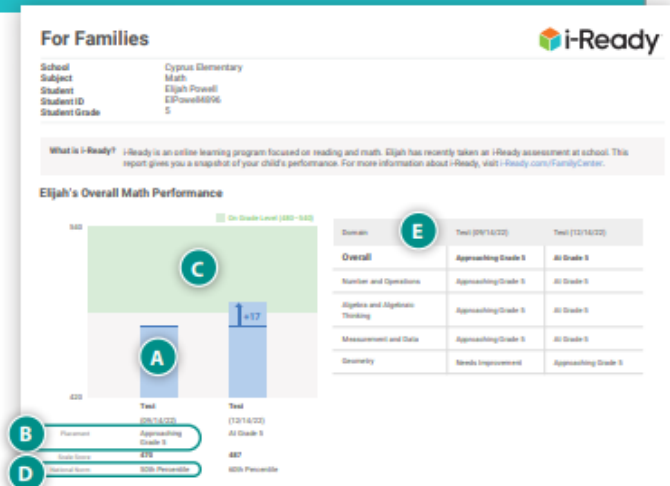 For Families
i-Ready
School Cyprus Elementary
Subject Math
Student Elijah Powell
Student ID ElPowell4896
Student Grade 5
What is i-Ready? i-Ready is an online learning program focused on reading and math. Elijah has recently taken an i-Ready assessment at school. This
report gives you a snapshot of your child's performance. For more information about i-Ready, visit i-Ready.com/FamilyCenter.
Elijah's Overall Math Performance
On Grade Level (480–540)
540
C
+17
A
420
Test Test
(09/14/22) (12/14/22)
B
Placement Approaching Grade 5 At Grade 5
Scale Score 470 487
D
National Norm 50th Percentile 60th Percentile
Domain E Test (09/14/22) Test (12/14/22)
Overall Approaching Grade 5 At Grade 5
Number and Operations Approaching Grade 5 At Grade 5
Algebra and Algebraic
Thinking Approaching Grade 5 At Grade 5
Measurement and Data Approaching Grade 5 At Grade 5
Geometry Needs Improvement Approaching Grade 5